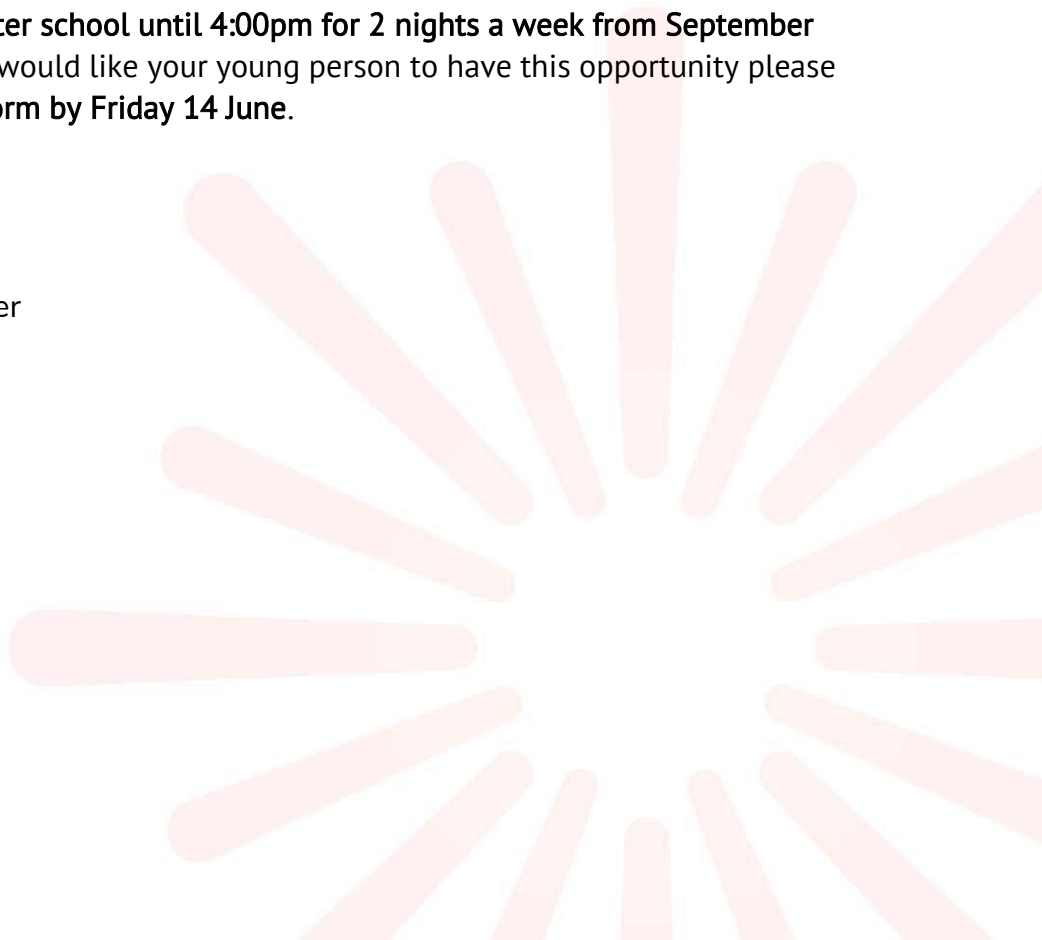 ter school until 4:00pm for 2 nights a week from September
would like your young person to have this opportunity please
orm by Friday 14 June.
er